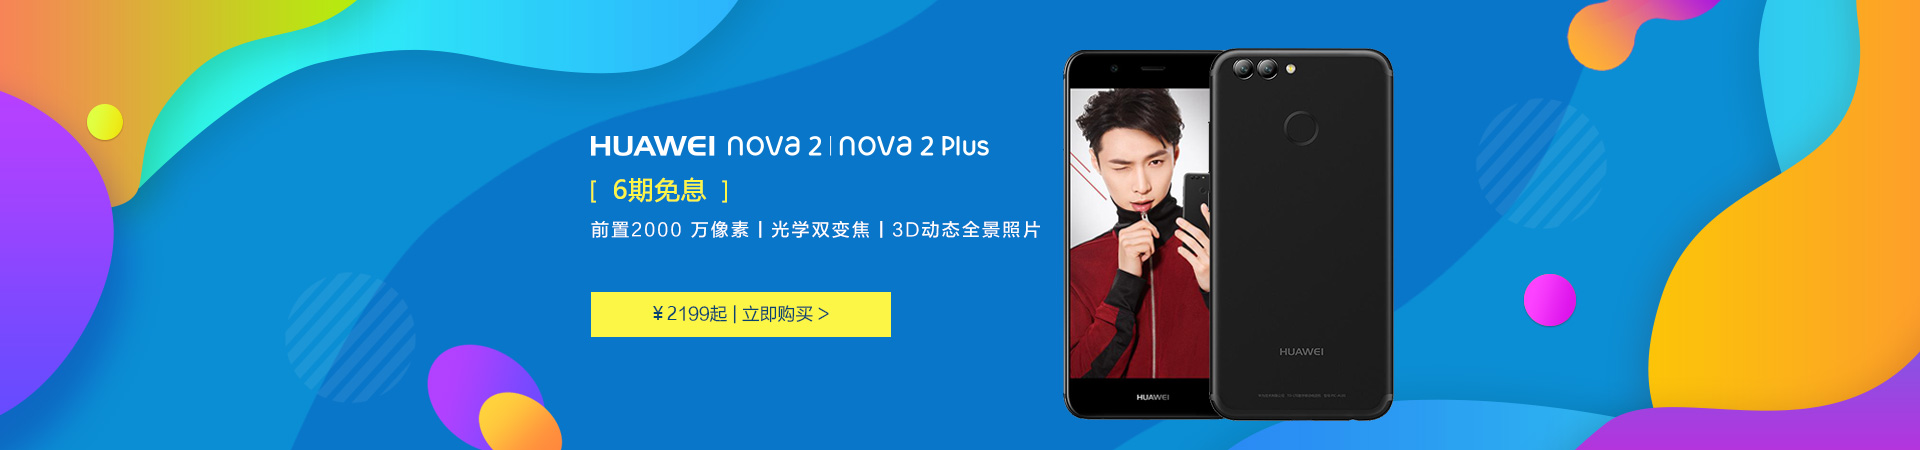 HUAWEI nova 2 | nova 2 Plus
[ 6期免息 ]
前置2000 万像素 | 光学双变焦 | 3D动态全景照片
¥2199起 | 立即购买 >
HUAWEI
HUAWEI